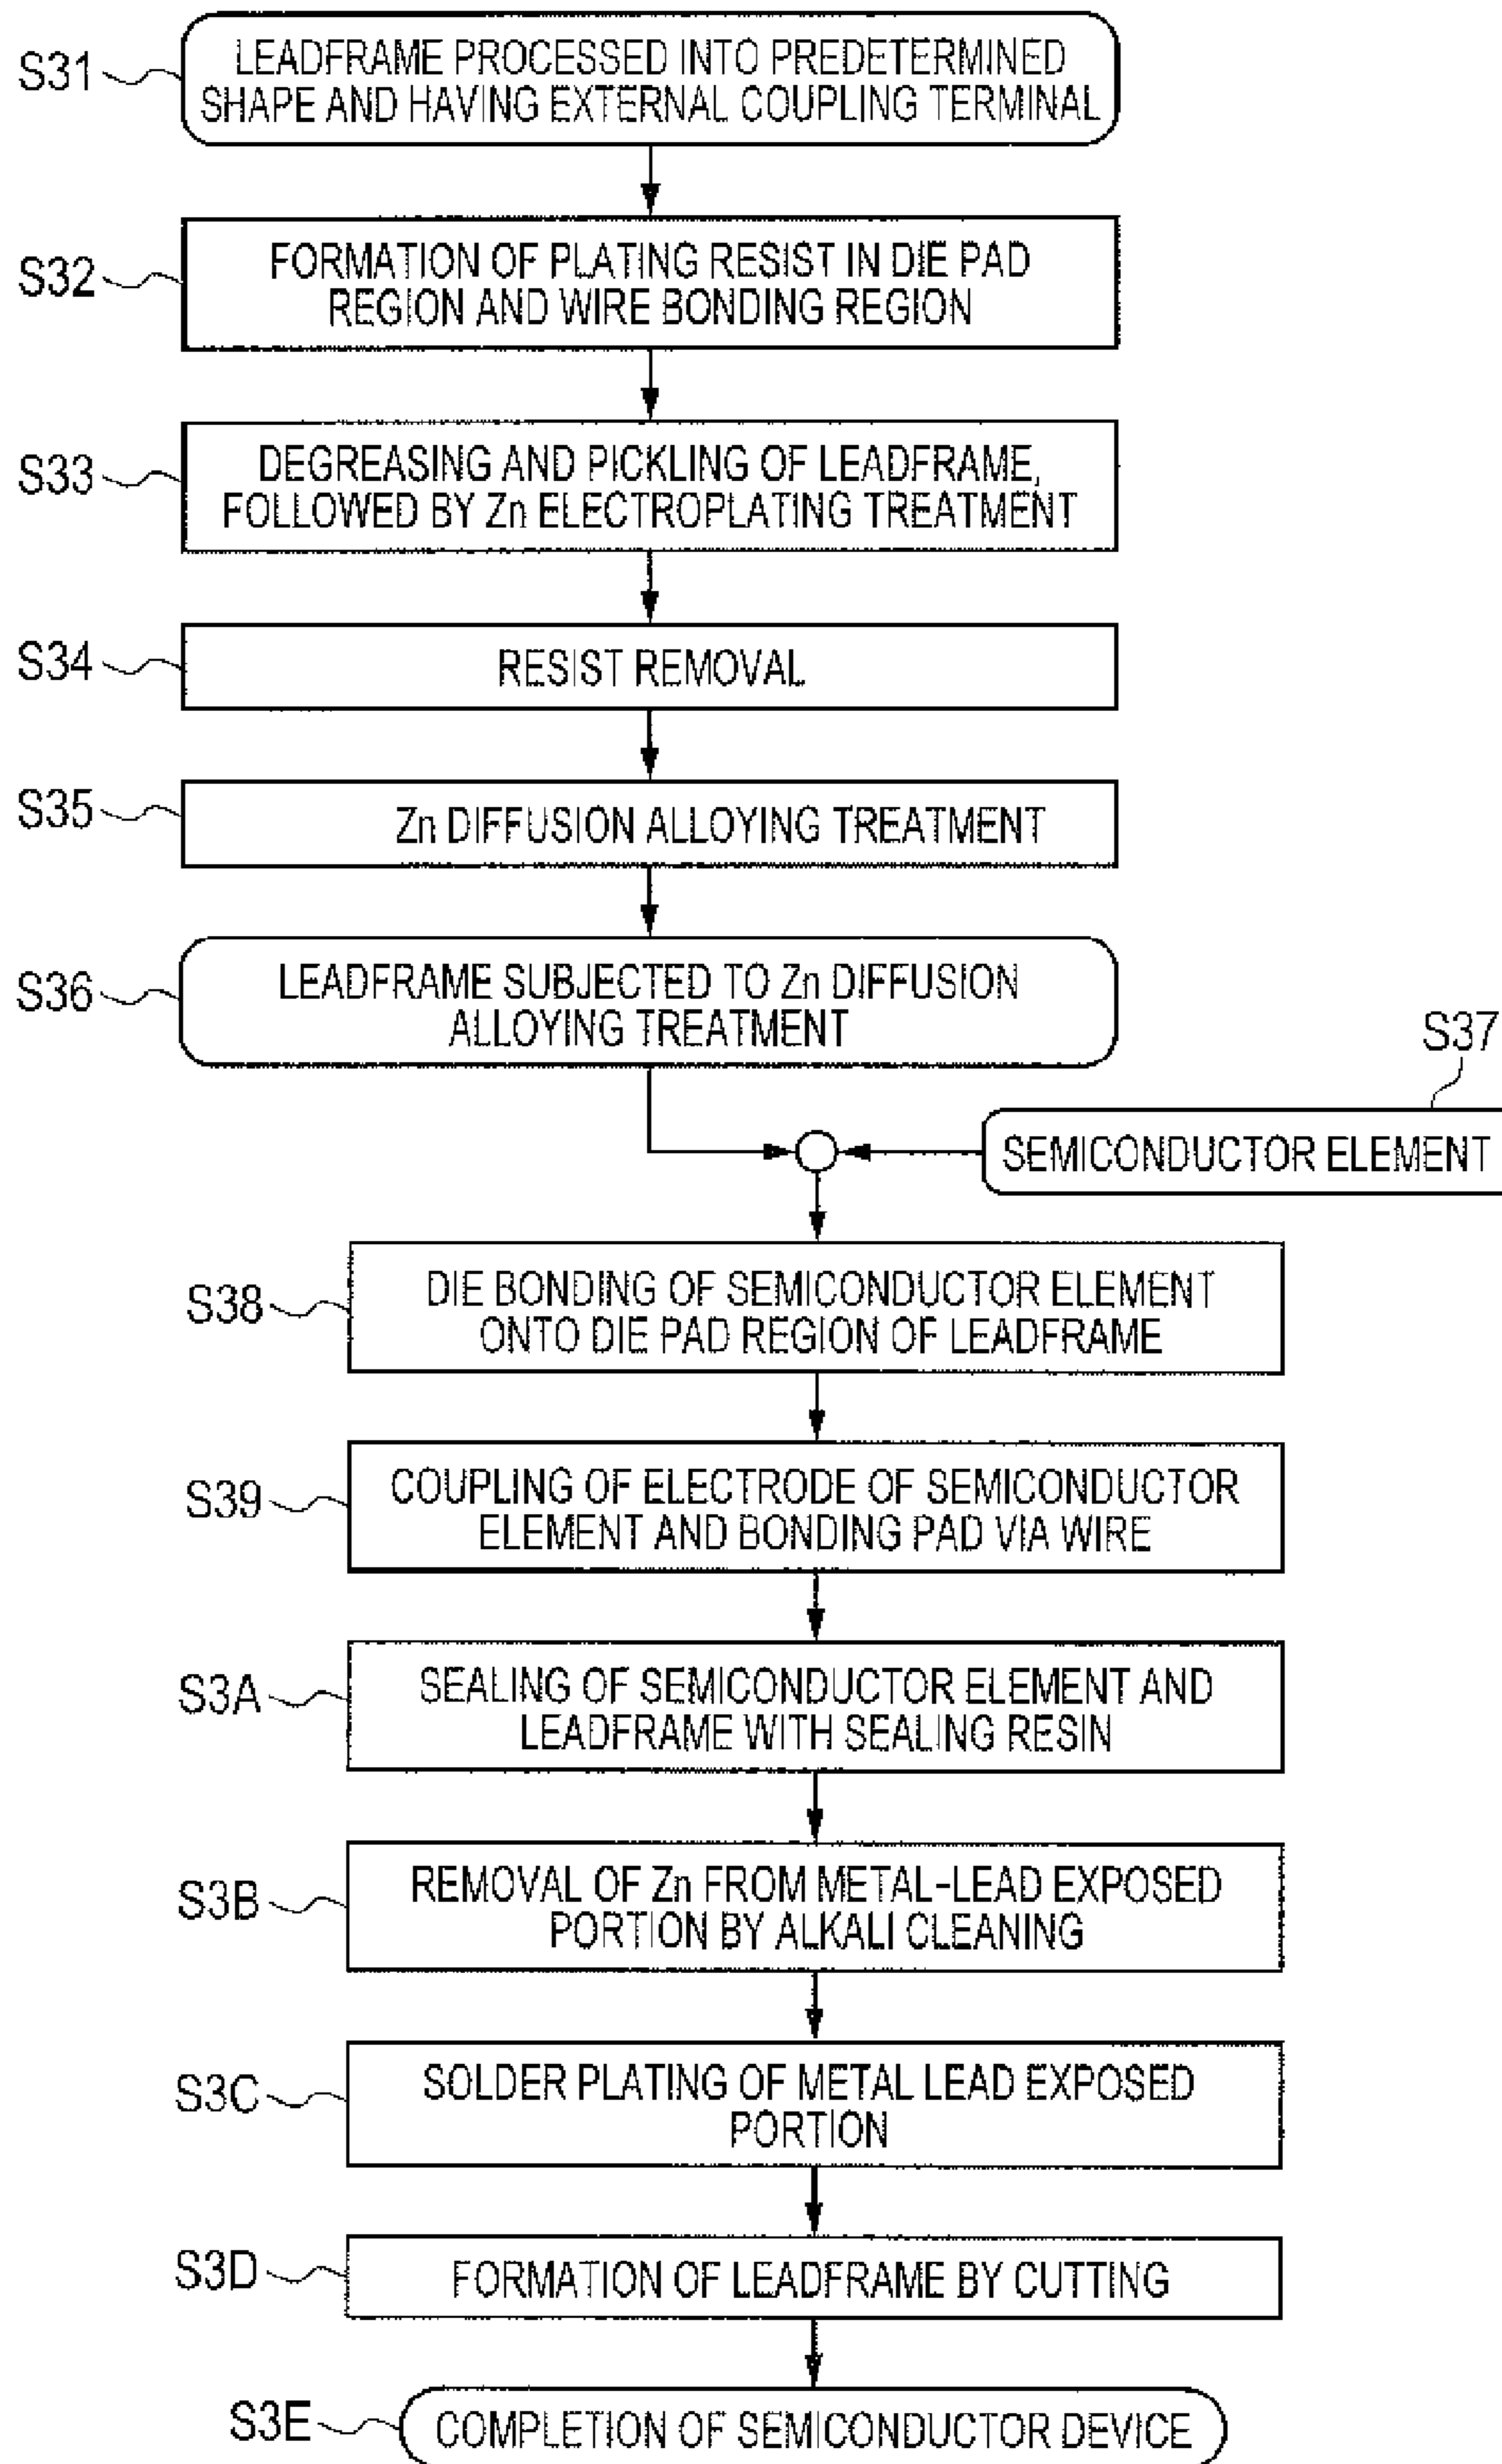 S31
LEADFRAME PROCESSED INTO PREDETERMINED
SHAPE AND HAVING EXTERNAL COUPLING TERMINAL
S32
FORMATION OF PLATING RESIST IN DIE PAD
REGION AND WIRE BONDING REGION
S33
DEGREASING AND PICKLING OF LEADFRAME,
FOLLOWED BY Zn ELECTROPLATING TREATMENT
S34
RESIST REMOVAL
S35
Zn DIFFUSION ALLOYING TREATMENT
S36
LEADFRAME SUBJECTED TO Zn DIFFUSION
ALLOYING TREATMENT
S37
SEMICONDUCTOR ELEMENT
S38
DIE BONDING OF SEMICONDUCTOR ELEMENT
ONTO DIE PAD REGION OF LEADFRAME
S39
COUPLING OF ELECTRODE OF SEMICONDUCTOR
ELEMENT AND BONDING PAD VIA WIRE
S3A
SEALING OF SEMICONDUCTOR ELEMENT AND
LEADFRAME WITH SEALING RESIN
S3B
REMOVAL OF Zn FROM METAL-LEAD EXPOSED
PORTION BY ALKALI CLEANING
S3C
SOLDER PLATING OF METAL LEAD EXPOSED
PORTION
S3D
FORMATION OF LEADFRAME BY CUTTING
S3E
COMPLETION OF SEMICONDUCTOR DEVICE